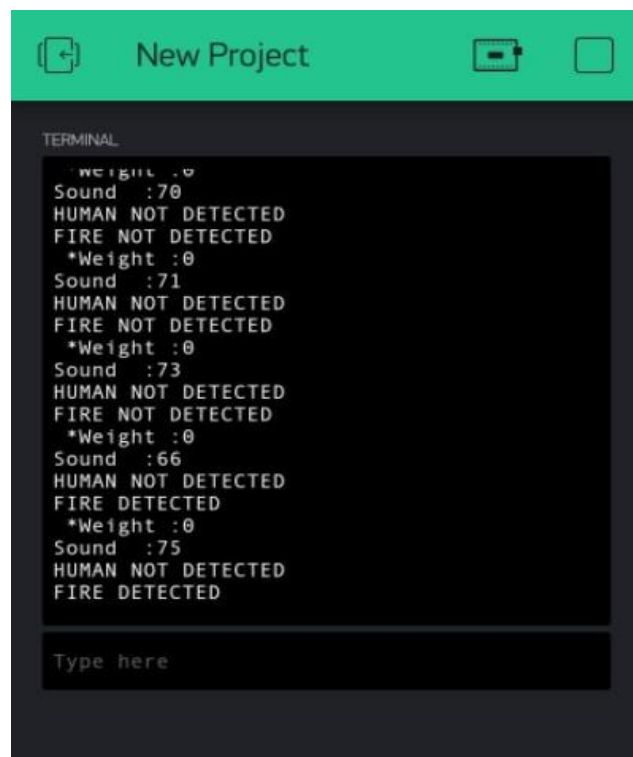 New Project
TERMINAL
*Weight :0
Sound  :70
HUMAN NOT DETECTED
FIRE NOT DETECTED
*Weight :0
Sound  :71
HUMAN NOT DETECTED
FIRE NOT DETECTED
*Weight :0
Sound  :73
HUMAN NOT DETECTED
FIRE NOT DETECTED
*Weight :0
Sound  :66
HUMAN NOT DETECTED
FIRE DETECTED
*Weight :0
Sound  :75
HUMAN NOT DETECTED
FIRE DETECTED
Type here